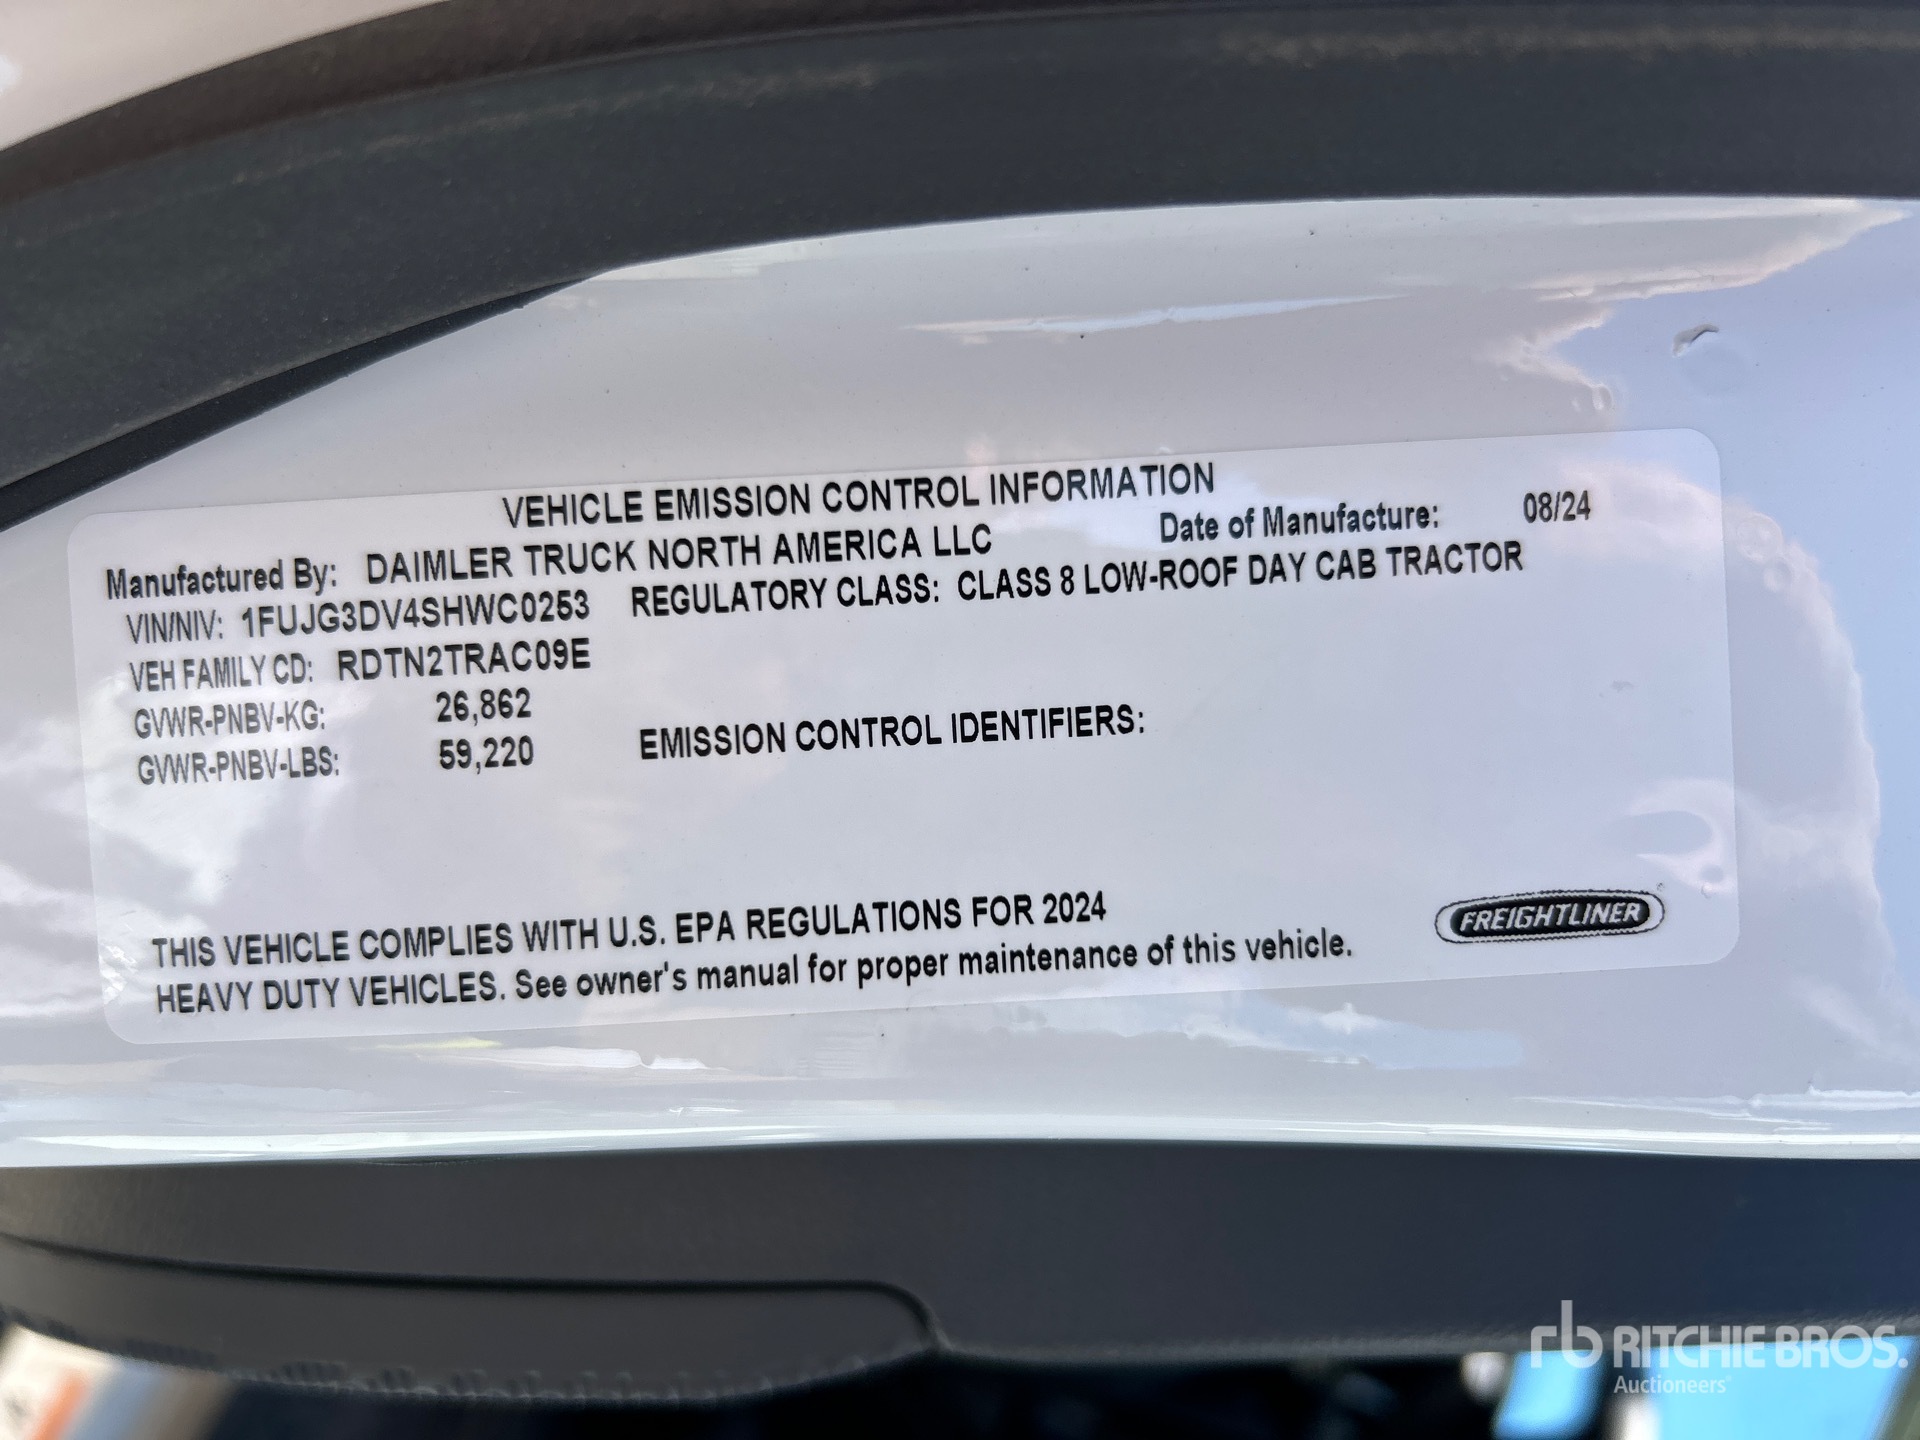 VEHICLE EMISSION CONTROL INFORMATION
Manufactured By: DAIMLER TRUCK NORTH AMERICA LLC Date of Manufacture: 08/24
VIN/NIV: 1FUJG3DV4SHWC0253 REGULATORY CLASS: CLASS 8 LOW-ROOF DAY CAB TRACTOR
VEH FAMILY CD: RDTN2TRAC09E
GVWR-PNBV-KG: 26,862
GVWR-PNBV-LBS: 59,220 EMISSION CONTROL IDENTIFIERS:
THIS VEHICLE COMPLIES WITH U.S. EPA REGULATIONS FOR 2024
HEAVY DUTY VEHICLES. See owner's manual for proper maintenance of this vehicle.
FREIGHTLINER
rb RITCHIE BROS.
Auctioneers